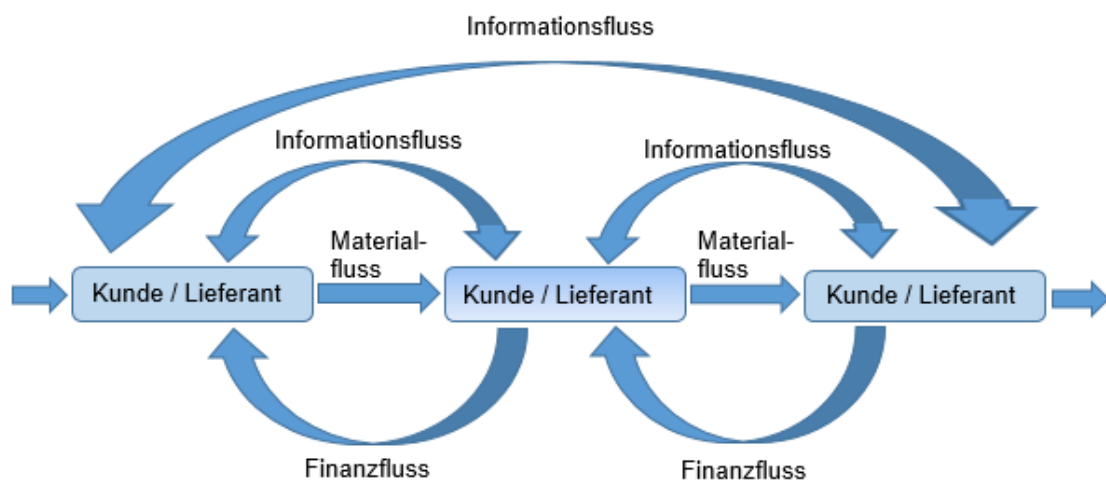 Informationsfluss
Informationsfluss
Informationsfluss
Material-
fluss
Material-
fluss
Kunde / Lieferant
Kunde / Lieferant
Kunde / Lieferant
Finanzfluss
Finanzfluss